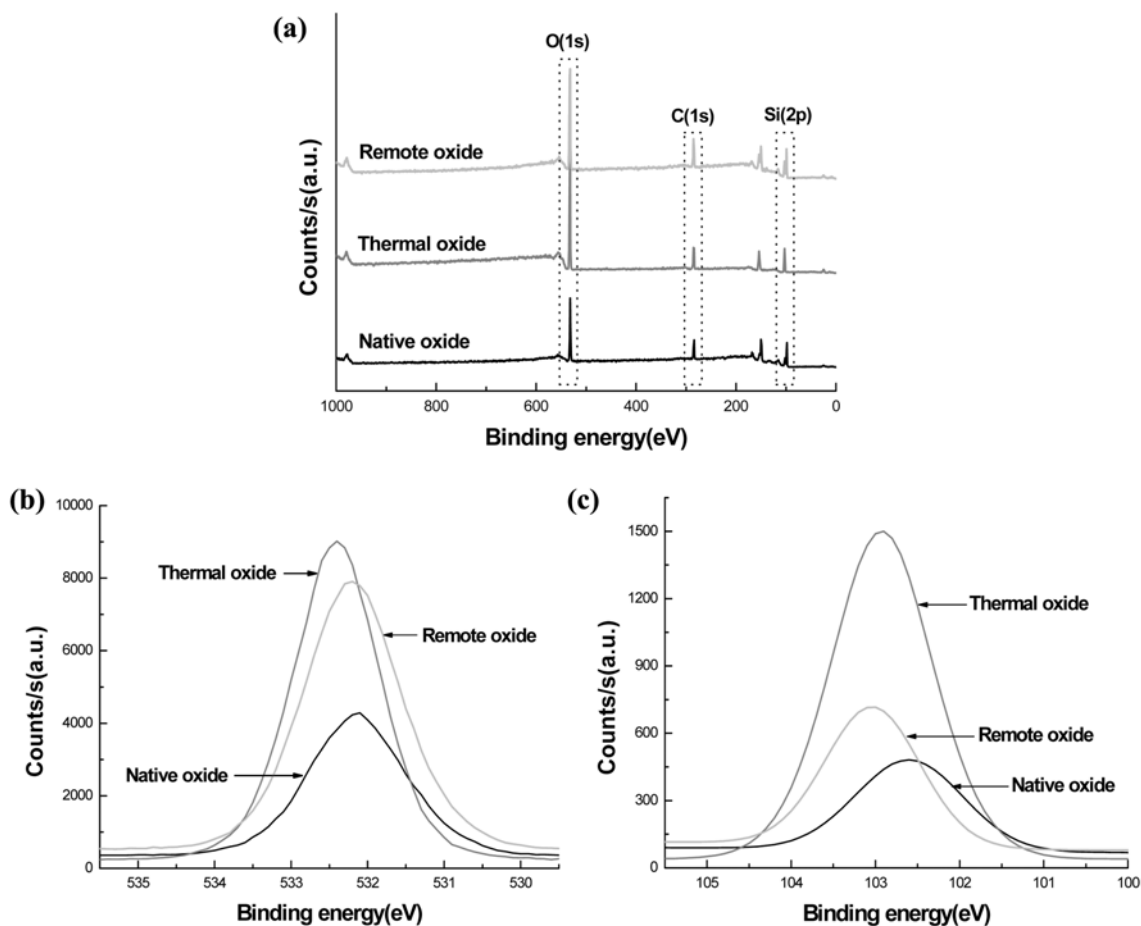 (a)
O(1s)
C(1s)
Si(2p)
Remote oxide
Thermal oxide
Native oxide
Counts/s(a.u.)
1000 800 600 400 200 0
Binding energy(eV)
(b)
10000
8000
6000
4000
2000
0
Thermal oxide
Remote oxide
Native oxide
Counts/s(a.u.)
535 534 533 532 531 530
Binding energy(eV)
(c)
1500
1200
900
600
300
0
Thermal oxide
Remote oxide
Native oxide
Counts/s(a.u.)
105 104 103 102 101 100
Binding energy(eV)